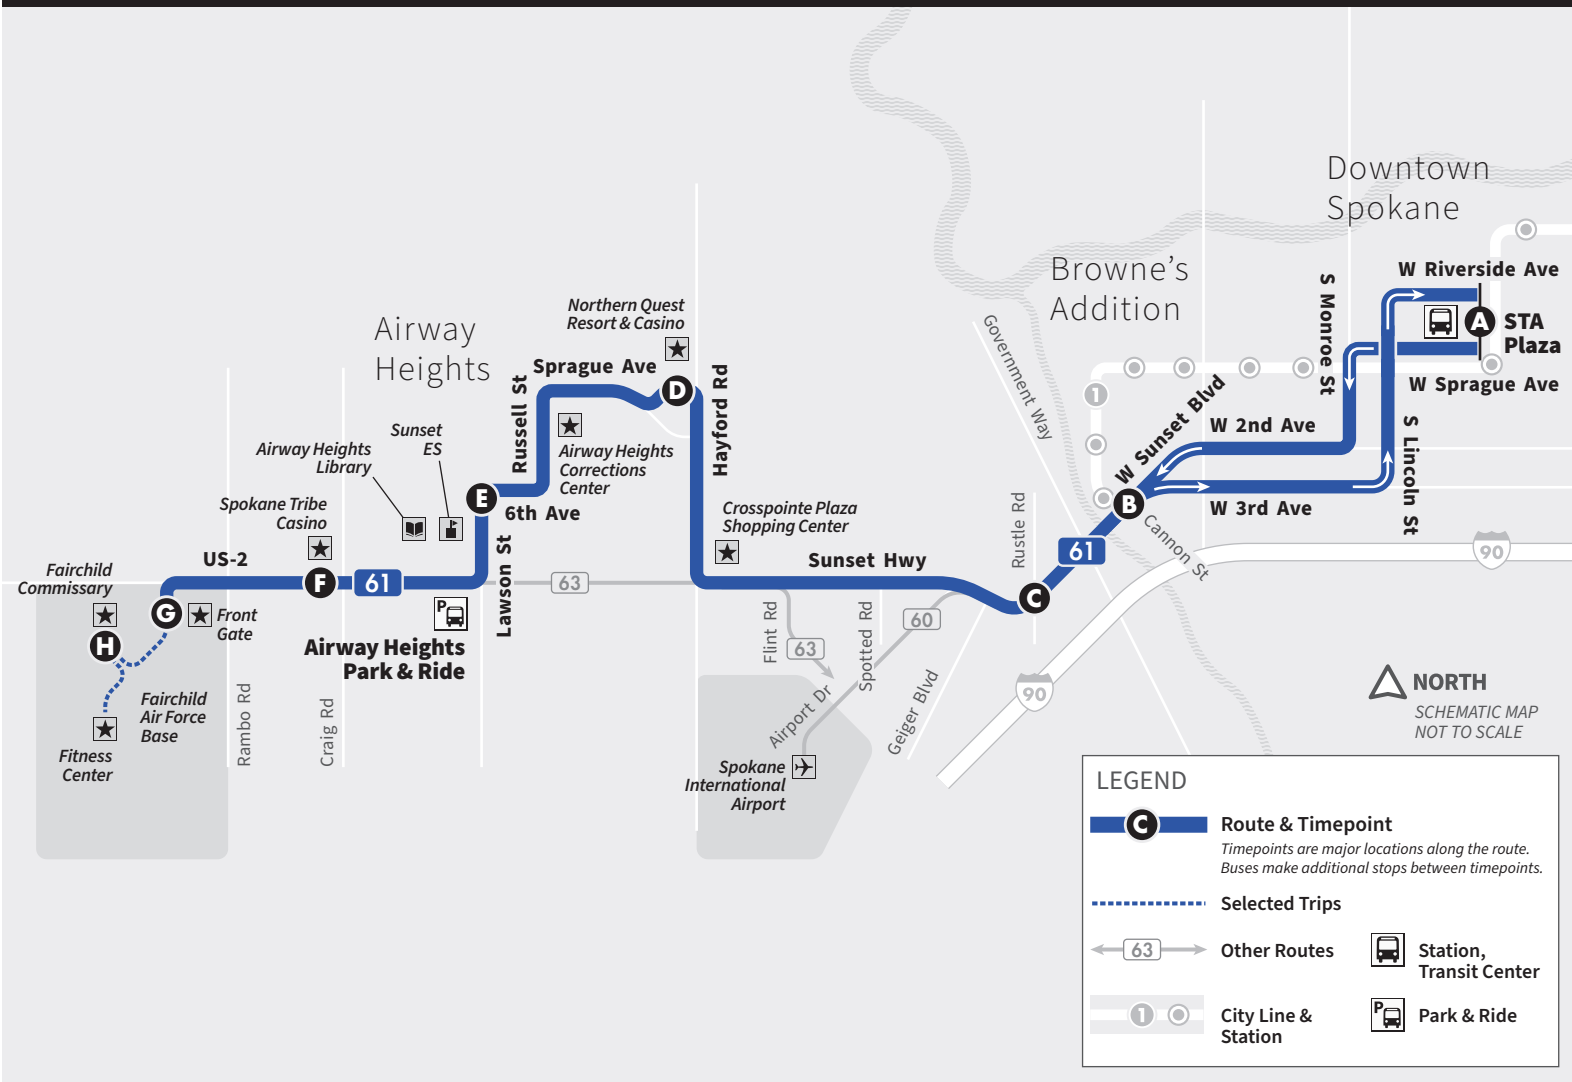 Downtown
Spokane
W Riverside Ave
A
STA
Plaza
W Sprague Ave
S Monroe St
S Lincoln St
Browne's
Addition
Government Way
1
W Sunset Blvd
W 2nd Ave
W 3rd Ave
B
Cannon St
90
61
Rustle Rd
C
Northern Quest
Resort & Casino
Airway
Heights
Sprague Ave
D
Hayford Rd
Russell St
Airway Heights
Corrections
Center
Sunset
ES
Airway Heights
Library
E
6th Ave
Spokane Tribe
Casino
Crosspointe Plaza
Shopping Center
Sunset Hwy
US-2
Lawson St
63
Fairchild
Commissary
F
61
G
Front
Gate
H
P
Airway Heights
Park & Ride
Fairchild
Air Force
Base
Fitness
Center
Rambo Rd
Craig Rd
Flint Rd
63
Spotted Rd
60
Airport Dr
Geiger Blvd
90
Spokane
International
Airport
NORTH
SCHEMATIC MAP
NOT TO SCALE
LEGEND
C
Route & Timepoint
Timepoints are major locations along the route.
Buses make additional stops between timepoints.
Selected Trips
63
Other Routes
Station,
Transit Center
1
City Line &
Station
P
Park & Ride